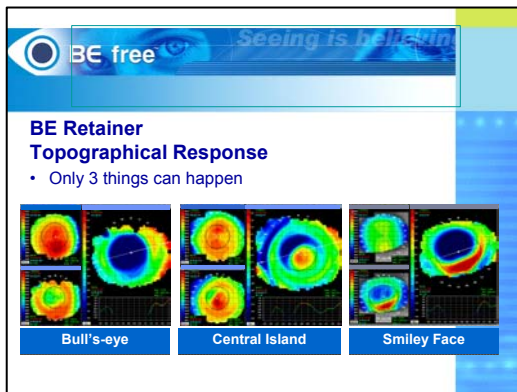 Seeing is believing
BE free
BE Retainer
Topographical Response
• Only 3 things can happen
Bull's-eye
Central Island
Smiley Face